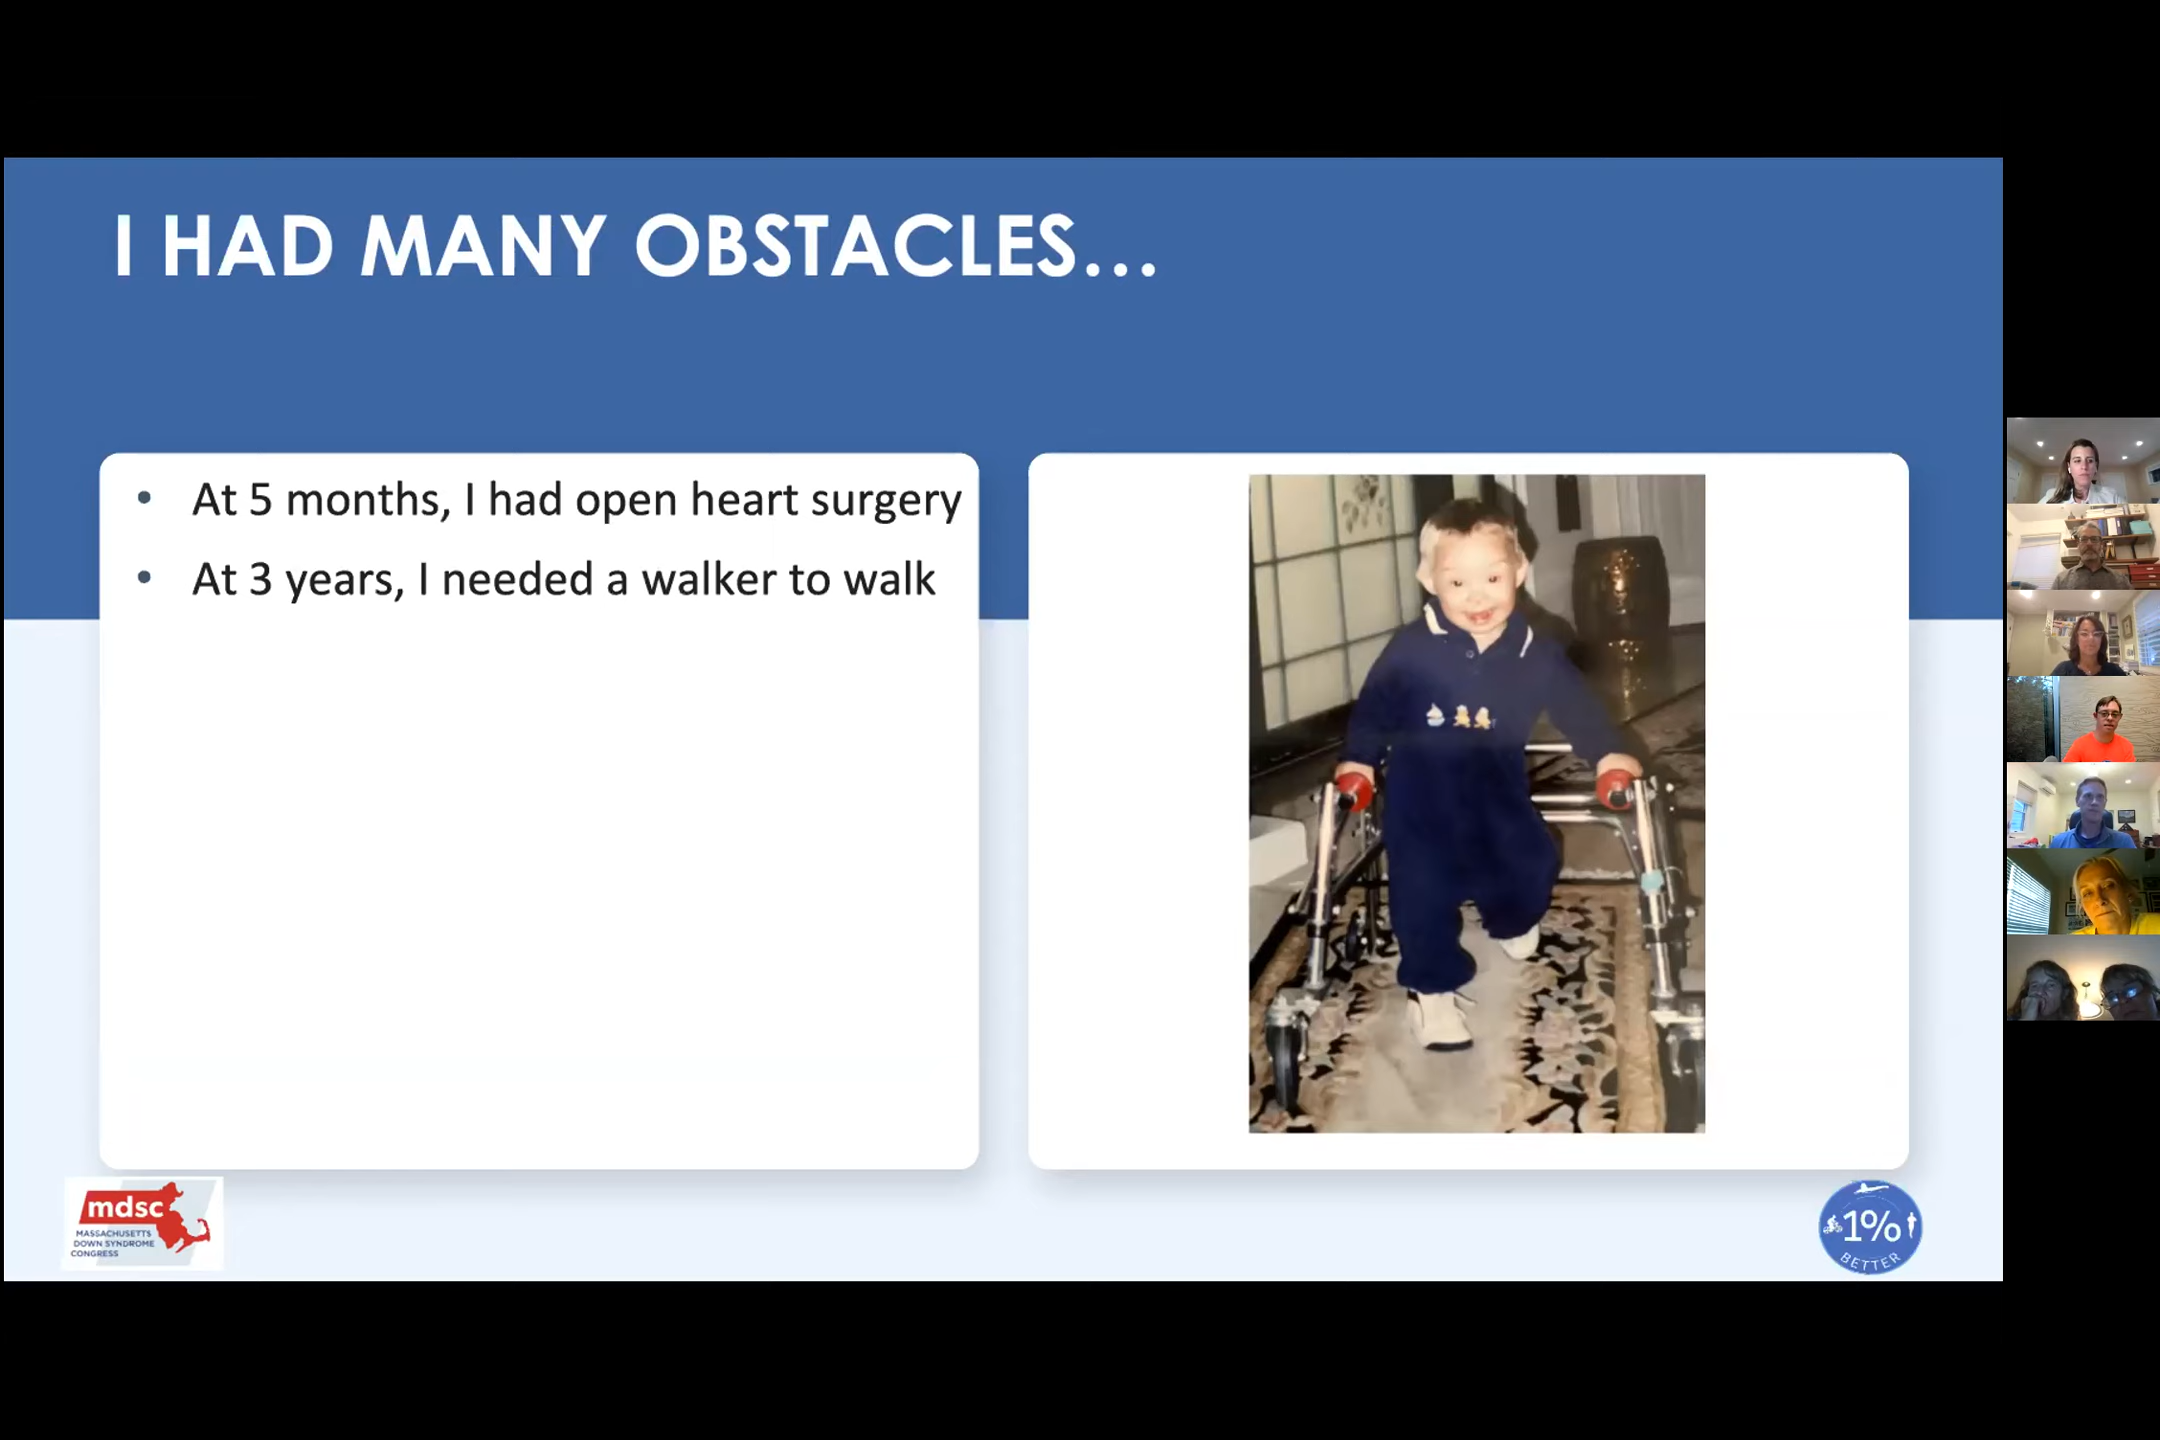 I HAD MANY OBSTACLES...
• At 5 months, I had open heart surgery
• At 3 years, I needed a walker to walk
mdsc
MASSACHUSETTS
DOWN SYNDROME
CONGRESS
1%
BETTER